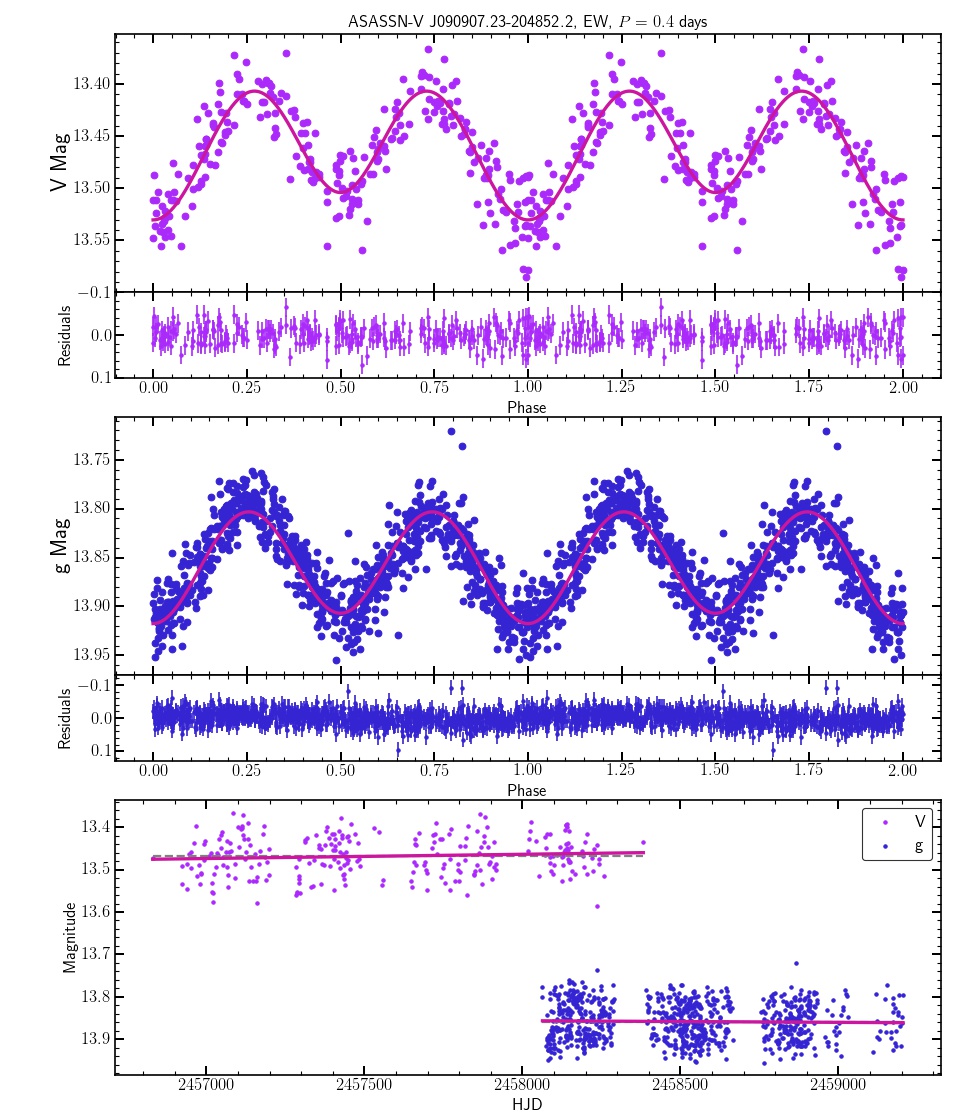 ASASSN-V J090907.23-204852.2, EW, P = 0.4 days
V Mag
13.40
13.45
13.50
13.55
Residuals
−0.1
0.0
0.1
0.00 0.25 0.50 0.75 1.00 1.25 1.50 1.75 2.00
Phase
g Mag
13.75
13.80
13.85
13.90
13.95
Residuals
−0.1
0.0
0.1
0.00 0.25 0.50 0.75 1.00 1.25 1.50 1.75 2.00
Phase
Magnitude
13.4
13.5
13.6
13.7
13.8
13.9
V
g
2457000 2457500 2458000 2458500 2459000
HJD